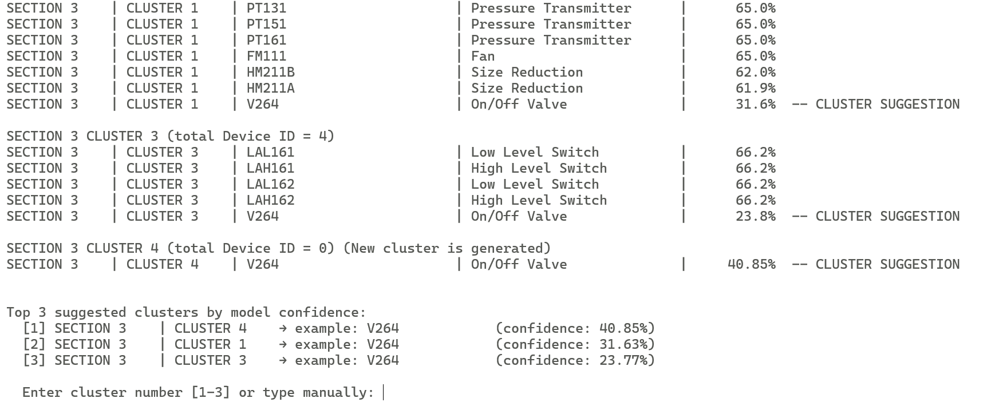 SECTION 3    | CLUSTER 1    | PT131                     | Pressure Transmitter      |      65.0%
SECTION 3    | CLUSTER 1    | PT151                     | Pressure Transmitter      |      65.0%
SECTION 3    | CLUSTER 1    | PT161                     | Pressure Transmitter      |      65.0%
SECTION 3    | CLUSTER 1    | FM111                     | Fan                       |      65.0%
SECTION 3    | CLUSTER 1    | HM211B                    | Size Reduction            |      62.0%
SECTION 3    | CLUSTER 1    | HM211A                    | Size Reduction            |      61.9%
SECTION 3    | CLUSTER 1    | V264                      | On/Off Valve              |      31.6%  -- CLUSTER SUGGESTION
SECTION 3 CLUSTER 3 (total Device ID = 4)
SECTION 3    | CLUSTER 3    | LAL161                    | Low Level Switch          |      66.2%
SECTION 3    | CLUSTER 3    | LAH161                    | High Level Switch         |      66.2%
SECTION 3    | CLUSTER 3    | LAL162                    | Low Level Switch          |      66.2%
SECTION 3    | CLUSTER 3    | LAH162                    | High Level Switch         |      66.2%
SECTION 3    | CLUSTER 3    | V264                      | On/Off Valve              |      23.8%  -- CLUSTER SUGGESTION
SECTION 3 CLUSTER 4 (total Device ID = 0) (New cluster is generated)
SECTION 3    | CLUSTER 4    | V264                      | On/Off Valve              |     40.85%  -- CLUSTER SUGGESTION
Top 3 suggested clusters by model confidence:
  [1] SECTION 3    | CLUSTER 4    → example: V264            (confidence: 40.85%)
  [2] SECTION 3    | CLUSTER 1    → example: V264            (confidence: 31.63%)
  [3] SECTION 3    | CLUSTER 3    → example: V264            (confidence: 23.77%)
  Enter cluster number [1-3] or type manually: